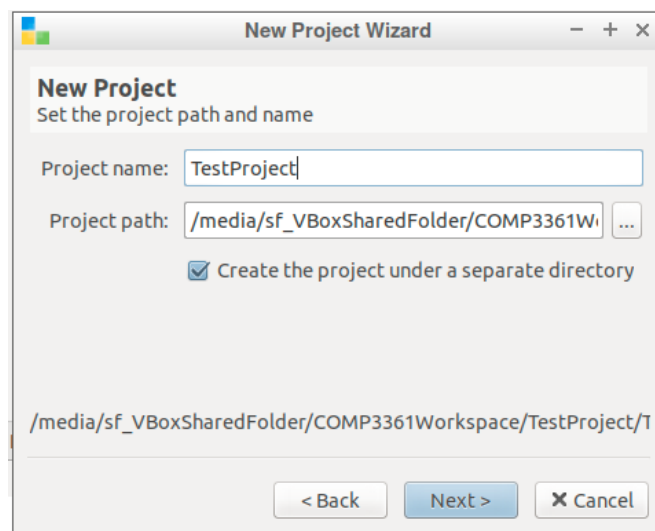 New Project Wizard
New Project
Set the project path and name
Project name: TestProject
Project path: /media/sf_VBoxSharedFolder/COMP3361W ...
Create the project under a separate directory
/media/sf_VBoxSharedFolder/COMP3361Workspace/TestProject/T
< Back Next > Cancel